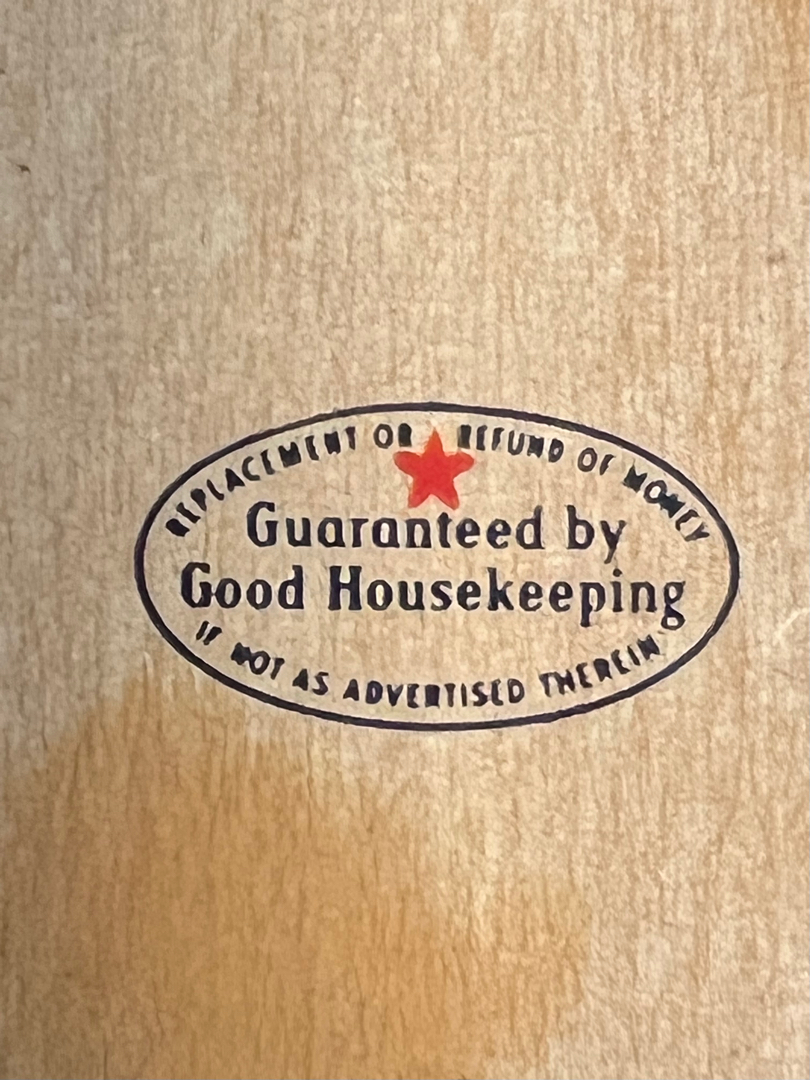 REPLACEMENT OR REFUND OF MONEY
Guaranteed by
Good Housekeeping
IF NOT AS ADVERTISED THEREIN